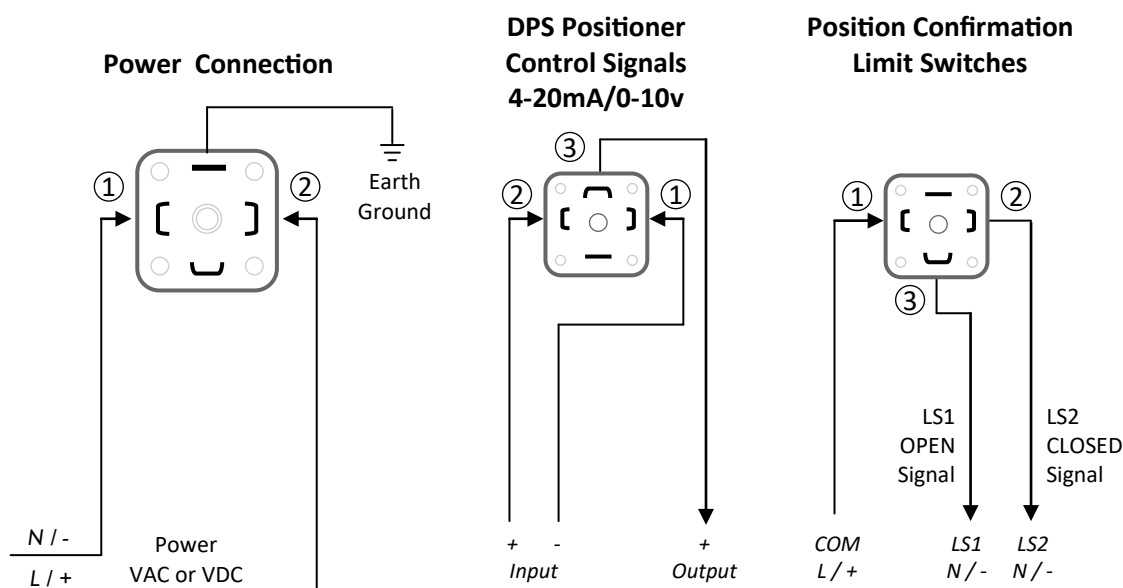 Power Connection
①
②
Earth
Ground
N / -
L / +
Power
VAC or VDC
DPS Positioner
Control Signals
4-20mA/0-10v
③
②
①
+ -
Input
+
Output
Position Confirmation
Limit Switches
①
②
③
LS1
OPEN
Signal
LS2
CLOSED
Signal
COM
L / +
LS1
N / -
LS2
N / -